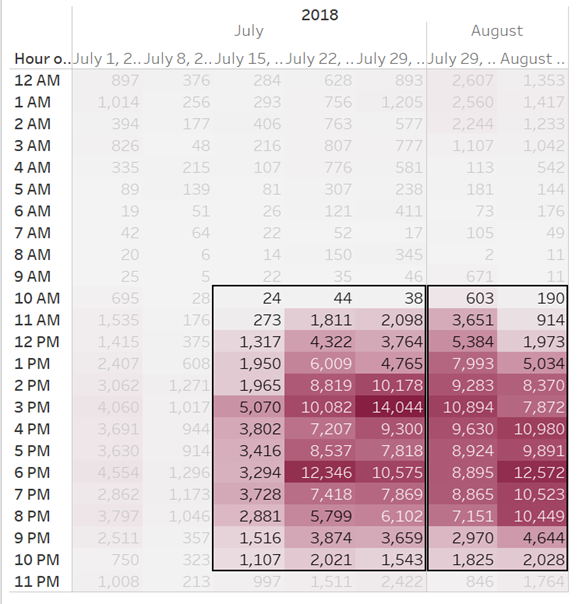 2018
July August
Hour o.. July 1, 2.. July 8, 2.. July 15, .. July 22, .. July 29, .. July 29, .. August ..
12 AM 897 376 284 628 893 2,607 1,353
1 AM 1,014 256 293 756 1,205 2,560 1,417
2 AM 394 177 406 763 577 2,244 1,233
3 AM 826 48 216 807 777 1,107 1,042
4 AM 335 215 107 776 581 113 542
5 AM 89 139 81 307 238 181 144
6 AM 19 51 26 121 411 73 176
7 AM 42 64 22 52 17 105 49
8 AM 20 6 14 150 345 2 11
9 AM 25 5 22 35 46 671 11
10 AM 695 28 24 44 38 603 190
11 AM 1,535 176 273 1,811 2,098 3,651 914
12 PM 1,415 375 1,317 4,322 3,764 5,384 1,973
1 PM 2,407 608 1,950 6,009 4,765 7,993 5,034
2 PM 3,062 1,271 1,965 8,819 10,178 9,283 8,370
3 PM 4,060 1,017 5,070 10,082 14,044 10,894 7,872
4 PM 3,691 944 3,802 7,207 9,300 9,630 10,980
5 PM 3,630 914 3,416 8,537 7,818 8,924 9,891
6 PM 4,554 1,296 3,294 12,346 10,575 8,895 12,572
7 PM 2,862 1,173 3,728 7,418 7,869 8,865 10,523
8 PM 3,797 1,046 2,881 5,799 6,102 7,151 10,449
9 PM 2,511 357 1,516 3,874 3,659 2,970 4,644
10 PM 750 323 1,107 2,021 1,543 1,825 2,028
11 PM 1,008 213 997 1,511 2,422 846 1,764